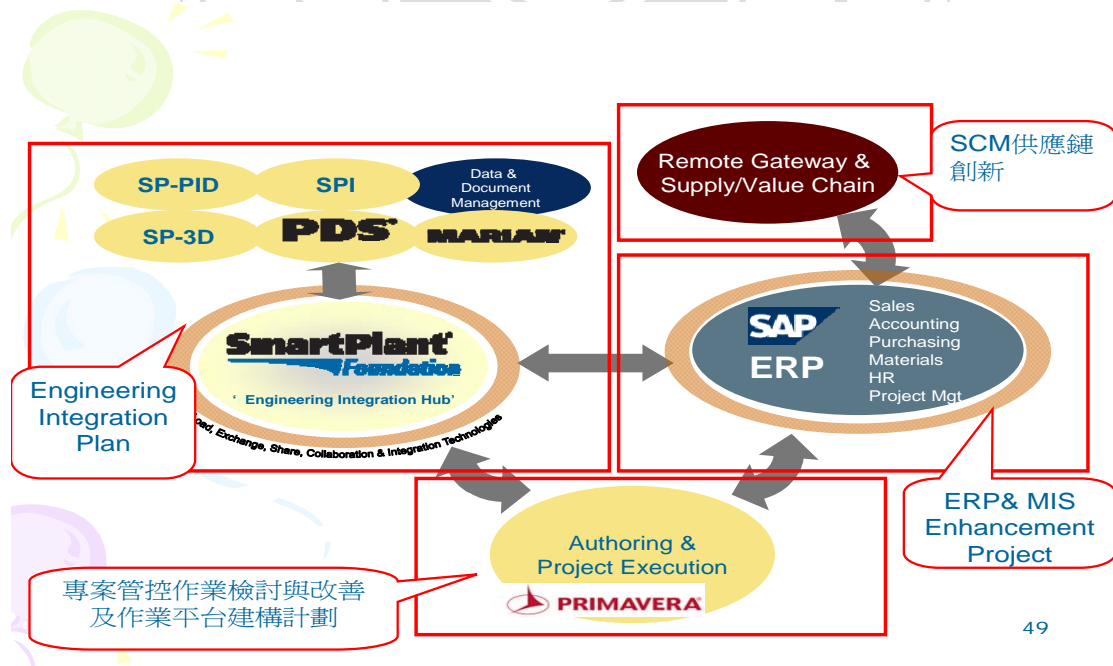 Remote Gateway &
Supply/Value Chain
SCM供應鏈
創新
SP-PID
SPI
Data &
Document
Management
SP-3D
PDS
MARIAN
SmartPlant
Foundation
‘ Engineering Integration Hub’
Load, Exchange, Share, Collaboration & Integration Technologies
Engineering
Integration
Plan
SAP
ERP
Sales
Accounting
Purchasing
Materials
HR
Project Mgt
ERP& MIS
Enhancement
Project
Authoring &
Project Execution
PRIMAVERA
專案管控作業檢討與改善
及作業平台建構計劃
49